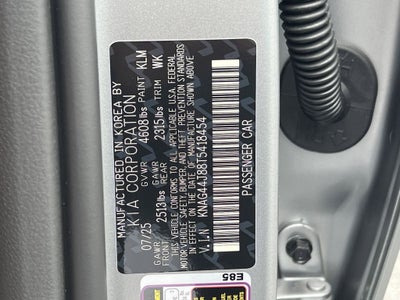 MANUFACTURED IN KOREA BY
KIA CORPORATION
07/25 GVWR 4608lbs PAINT KLM
FRONT GAWR 2513lbs REAR GAWR 2315lbs TRIM WK
THIS VEHICLE CONFORMS TO ALL APPLICABLE U.S.A FEDERAL
MOTOR VEHICLE SAFETY, BUMPER, AND THEFT PREVENTION STANDARDS
IN EFFECT ON THE DATE OF MANUFACTURE SHOWN ABOVE.
V.I.N KNAG44J88T5418454
PASSENGER CAR
E85